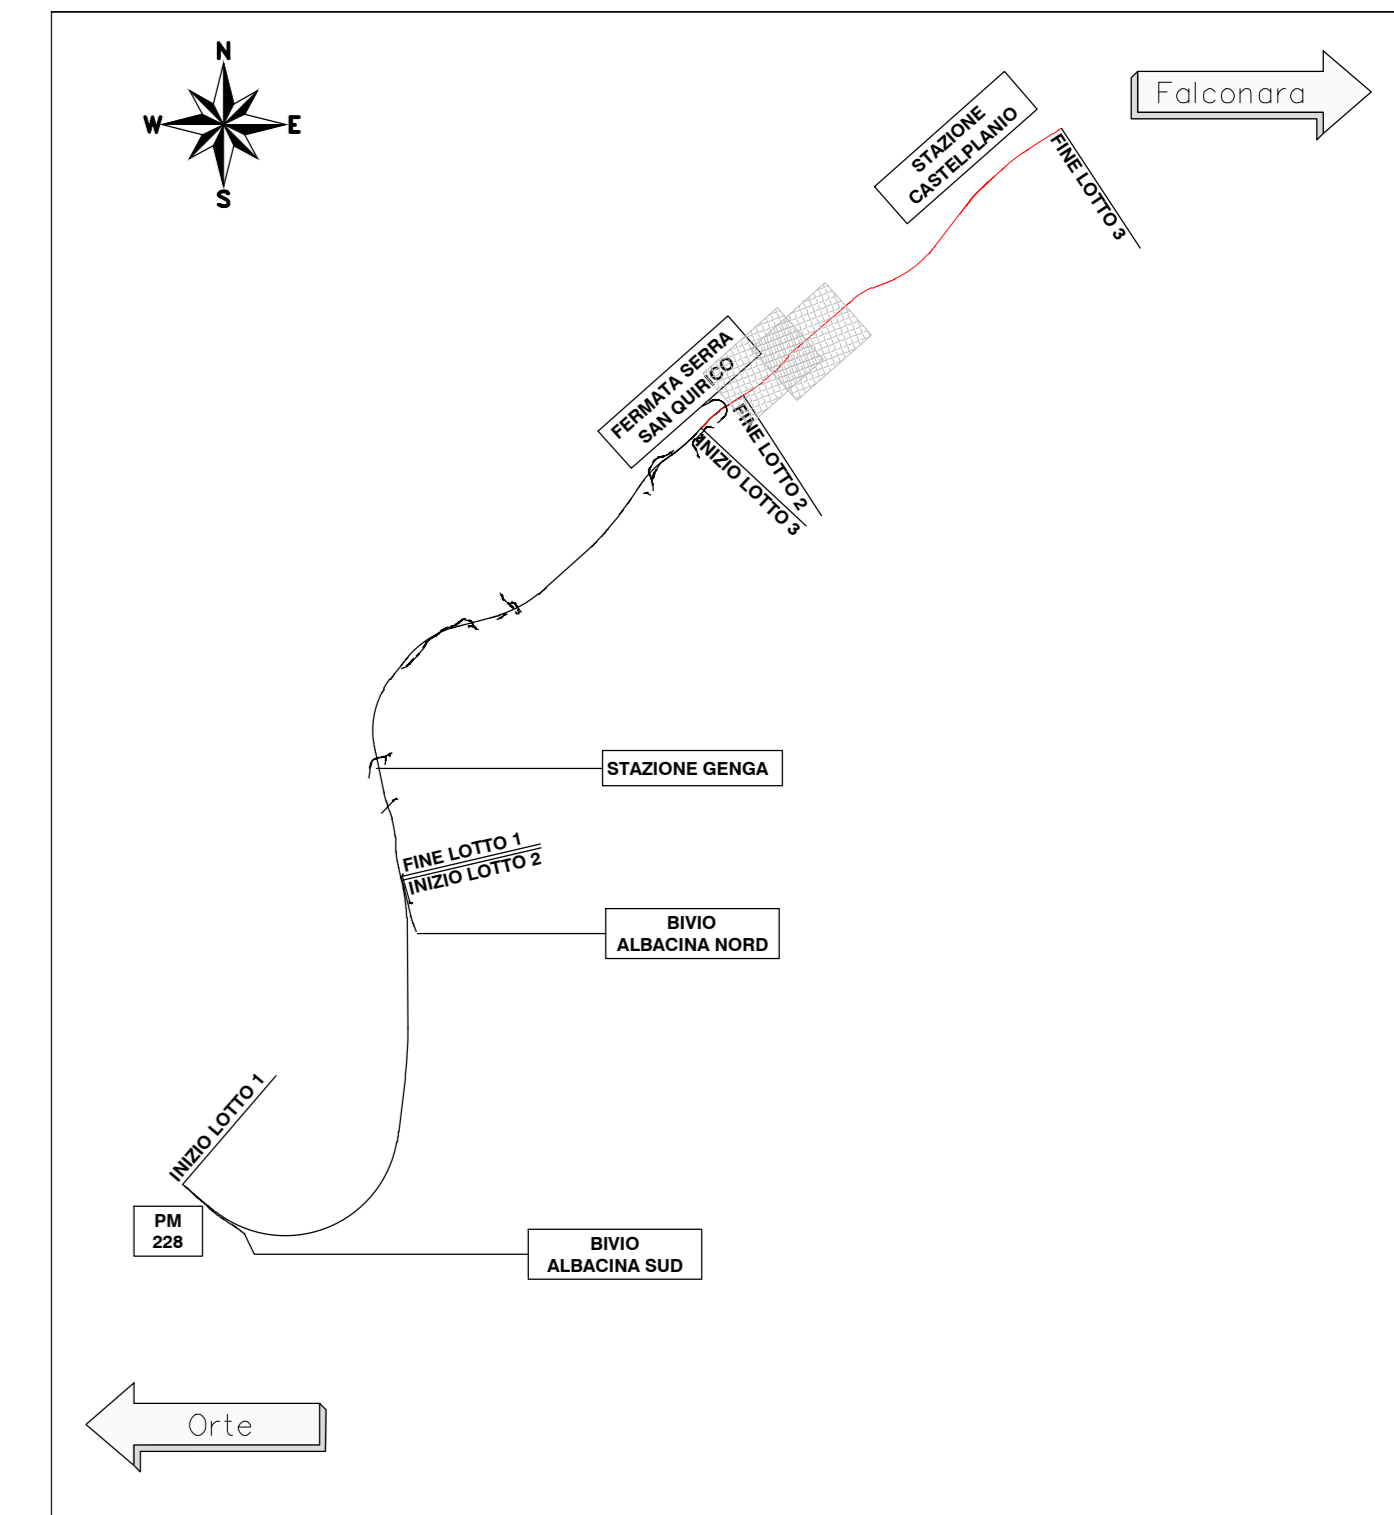 N
W
E
S
Falconara
STAZIONE
CASTELPLANIO
FINE LOTTO 3
FERMATA SERRA
SAN QUIRICO
FINE LOTTO 2
INIZIO LOTTO 3
STAZIONE GENGA
FINE LOTTO 1
INIZIO LOTTO 2
BIVIO
ALBACINA NORD
INIZIO LOTTO 1
PM
228
BIVIO
ALBACINA SUD
Orte